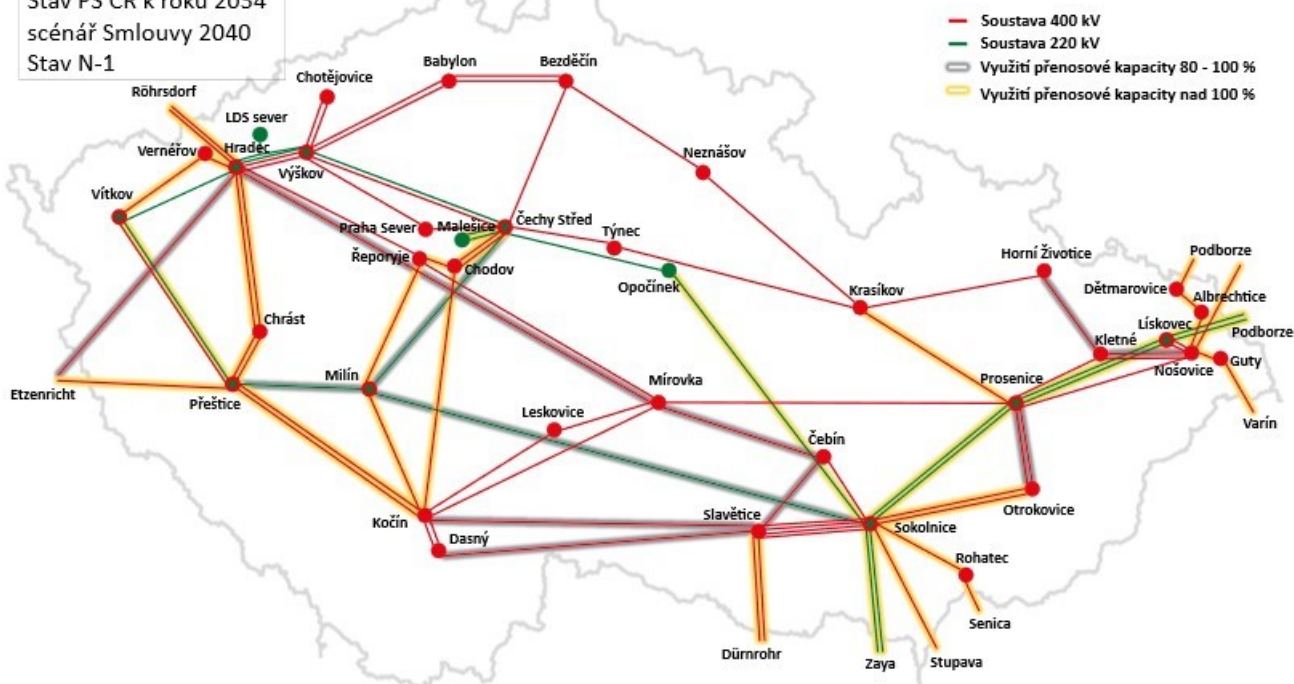 Stav PS ČR k roku 2034
scénář Smlouvy 2040
Stav N-1
Soustava 400 kV
Soustava 220 kV
Využití přenosové kapacity 80 - 100 %
Využití přenosové kapacity nad 100 %
Babylon
Bezděčín
Chotějovice
Röhrsdorf
LDS sever
Vernéřov
Hradec
Výškov
Neznášov
Vítkov
Praha Sever
Malešice
Čechy Střed
Týnec
Řeporyje
Chodov
Opočínek
Horní Životice
Podborze
Dětmarovice
Albrechtice
Krasíkov
Chrást
Lískovec
Podborze
Kletné
Nošovice
Guty
Etzenricht
Přeštice
Milín
Mírovka
Prosenice
Leskovice
Varín
Čebín
Kočín
Dasný
Slavětice
Sokolnice
Otrokovice
Rohatec
Senica
Dürnrohr
Zaya
Stupava